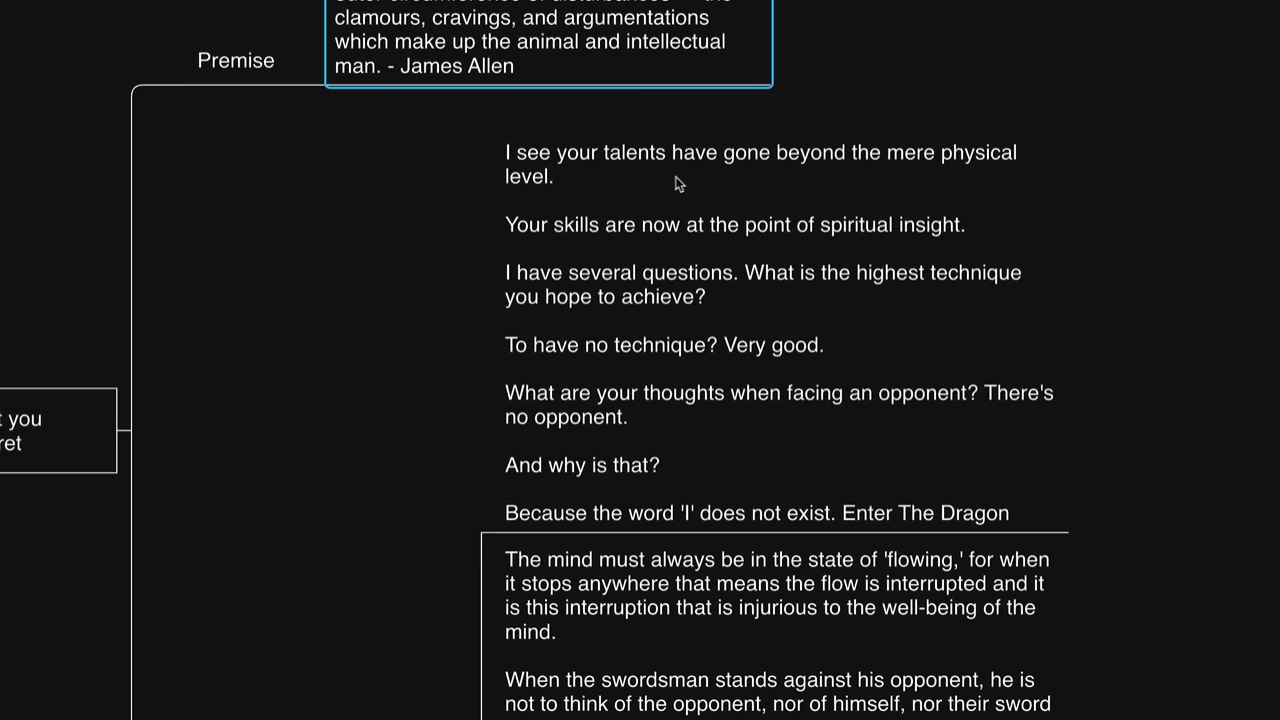 clamours, cravings, and argumentations
which make up the animal and intellectual
man. - James Allen
Premise
I see your talents have gone beyond the mere physical
level.
Your skills are now at the point of spiritual insight.
I have several questions. What is the highest technique
you hope to achieve?
To have no technique? Very good.
What are your thoughts when facing an opponent? There's
no opponent.
And why is that?
Because the word 'I' does not exist. Enter The Dragon
t you
ret
The mind must always be in the state of 'flowing,' for when
it stops anywhere that means the flow is interrupted and it
is this interruption that is injurious to the well-being of the
mind.
When the swordsman stands against his opponent, he is
not to think of the opponent, nor of himself, nor their sword